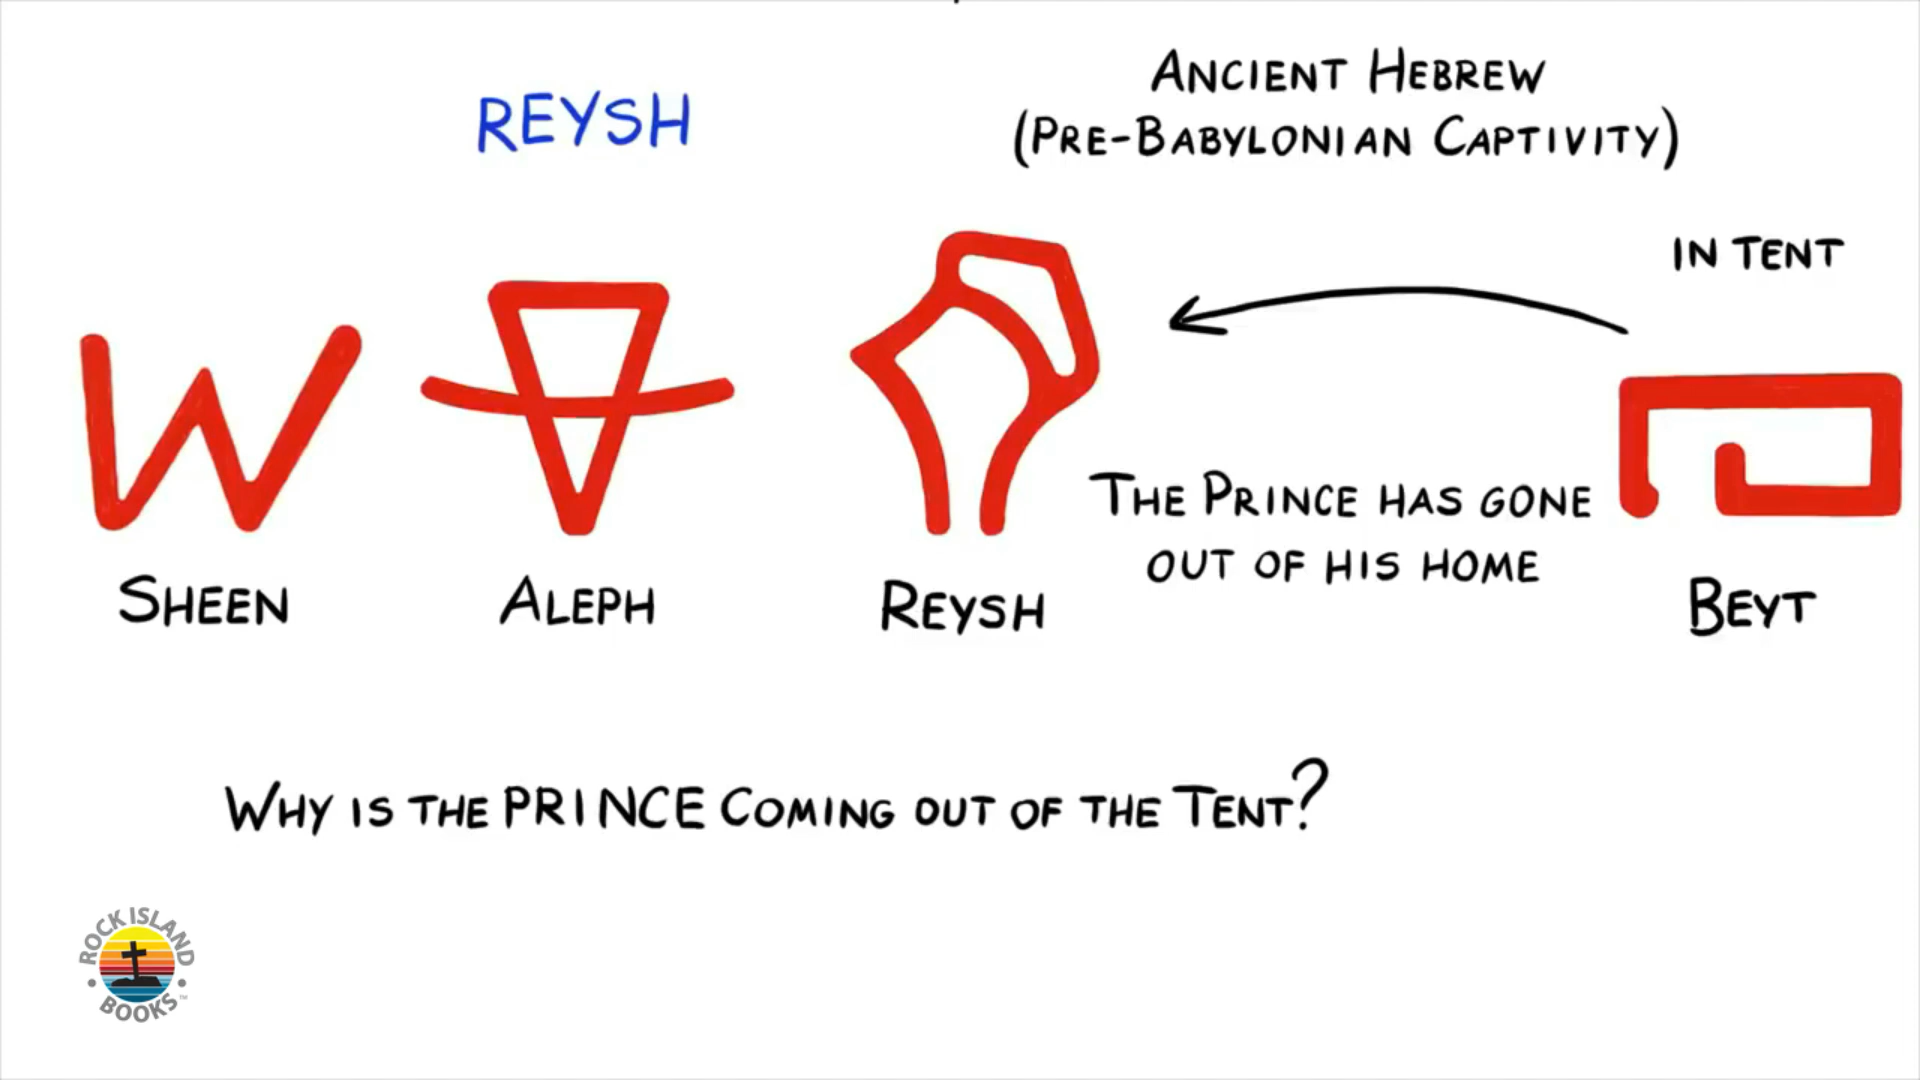 REYSH
ANCIENT HEBREW
(PRE-BABYLONIAN CAPTIVITY)
IN TENT
THE PRINCE HAS GONE
OUT OF HIS HOME
SHEEN
ALEPH
REYSH
BEYT
WHY IS THE PRINCE COMING OUT OF THE TENT?
ROCK ISLAND
BOOKS™